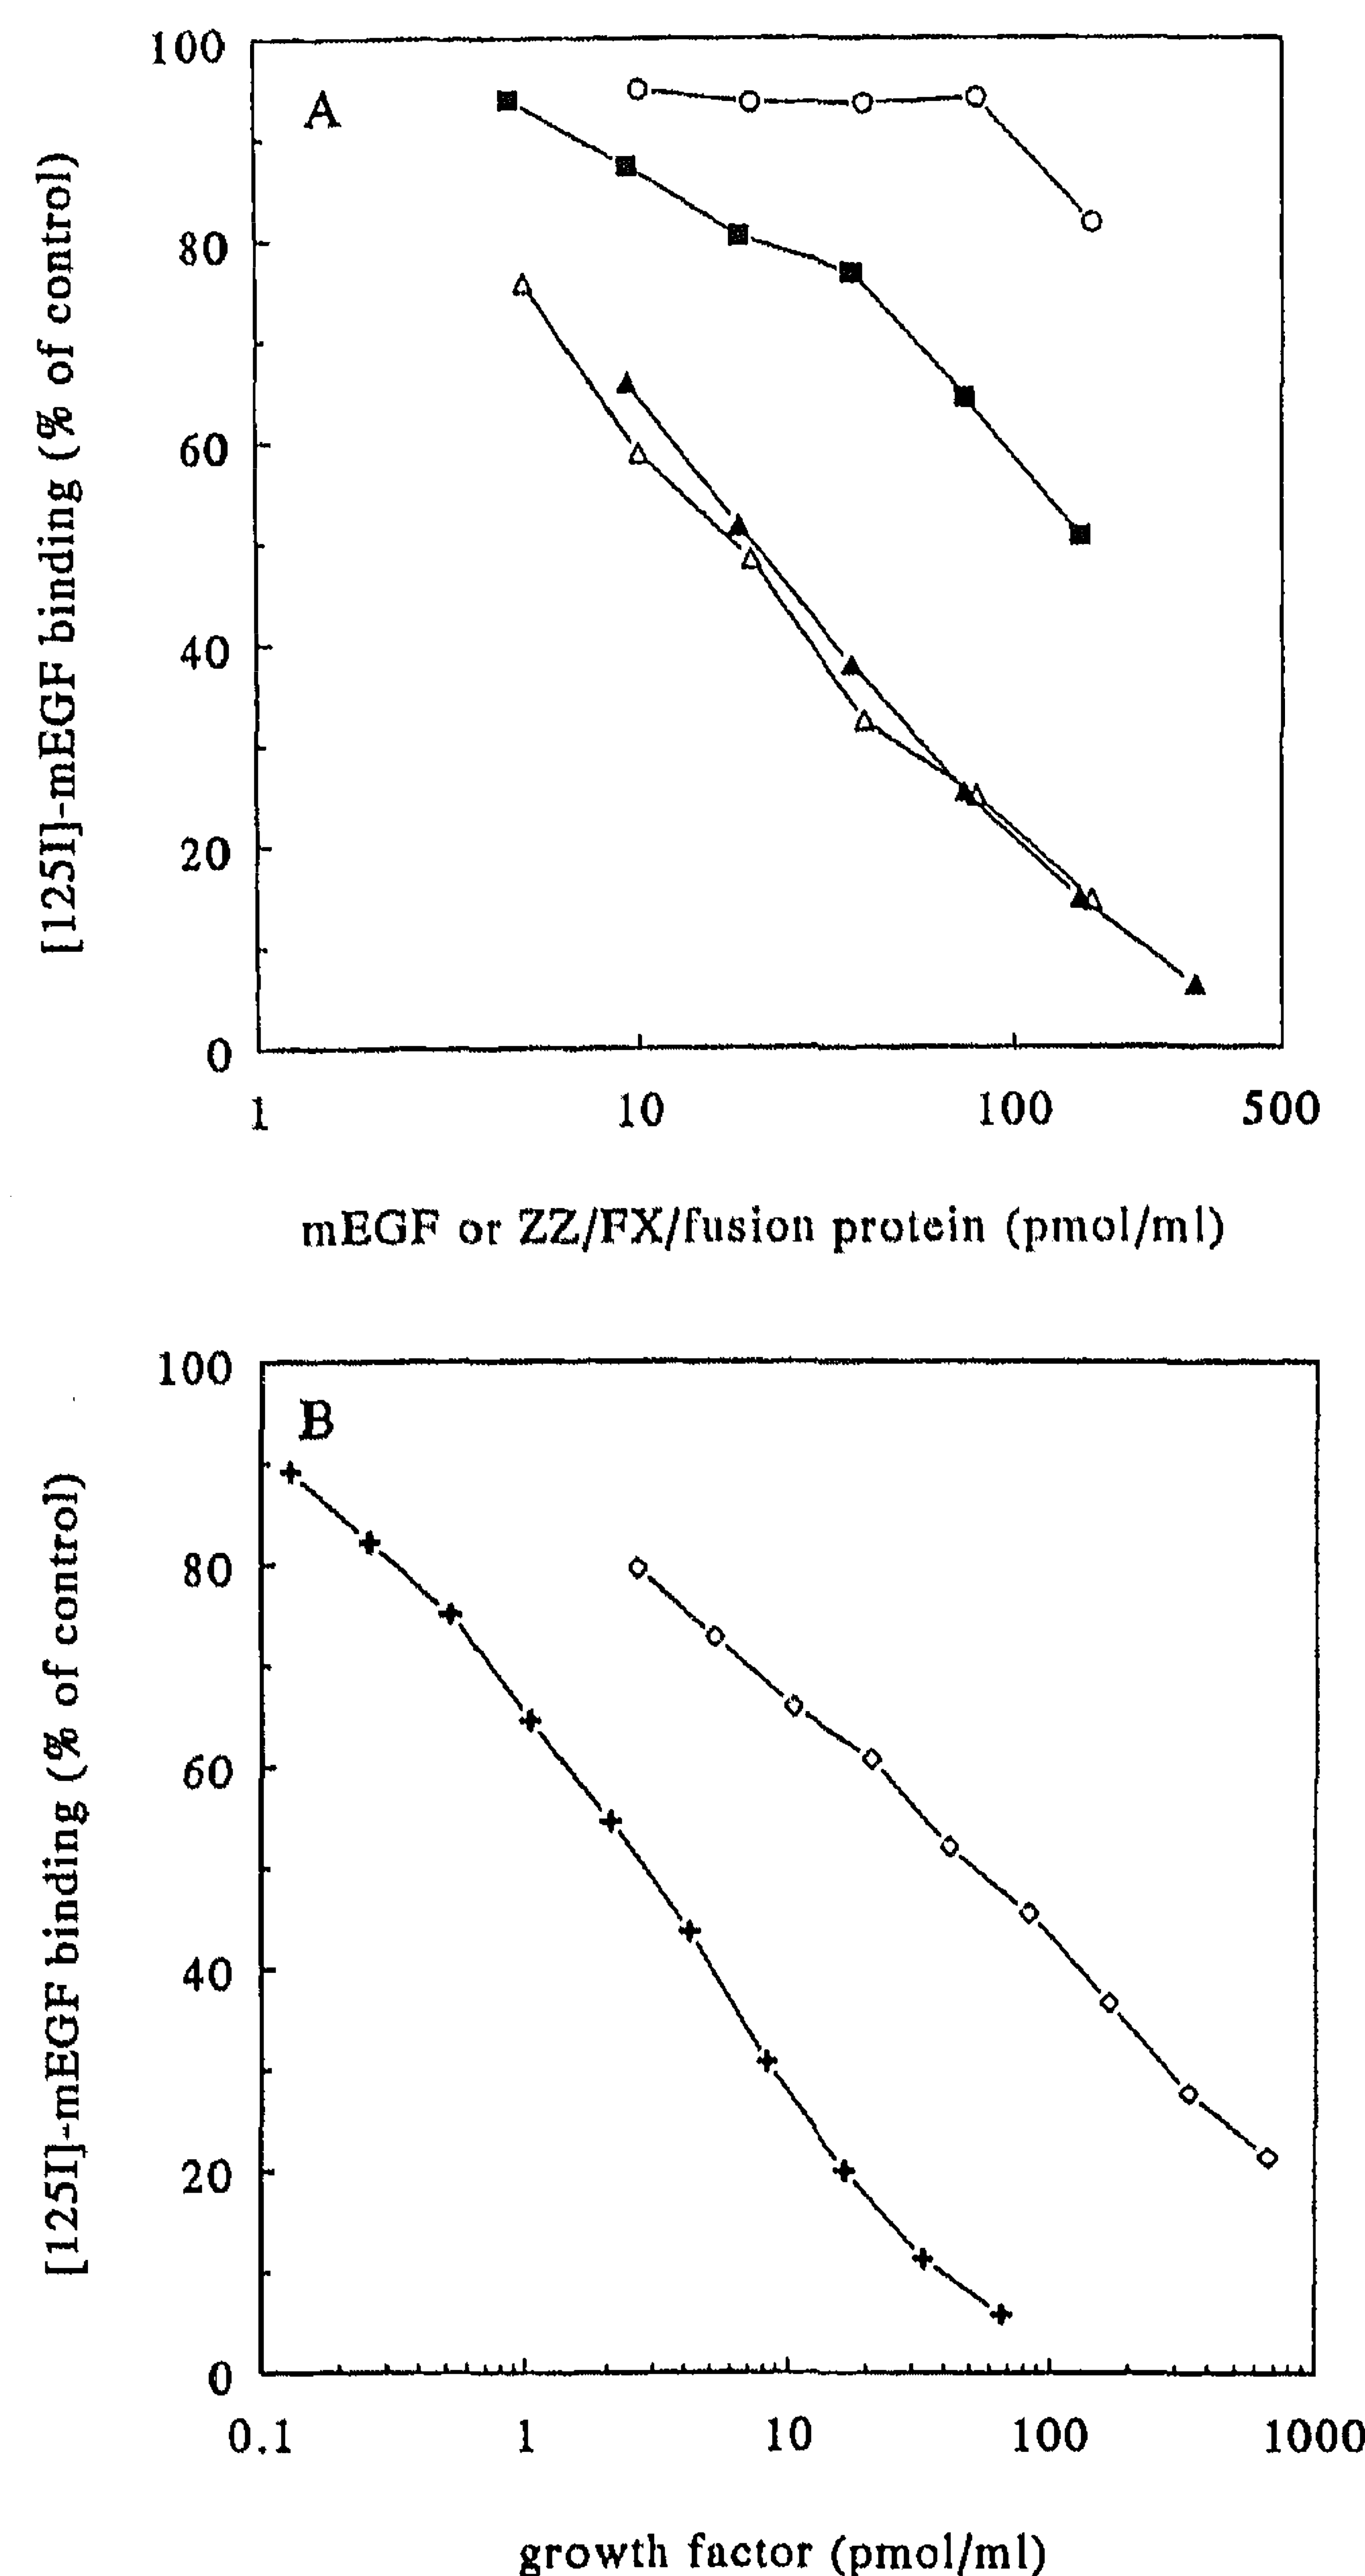 100
A
80
60
40
20
0
[125I]-mEGF binding (% of control)
1 10 100 500
mEGF or ZZ/FX/fusion protein (pmol/ml)
100
B
80
60
40
20
0
[125I]-mEGF binding (% of control)
0.1 1 10 100 1000
growth factor (pmol/ml)